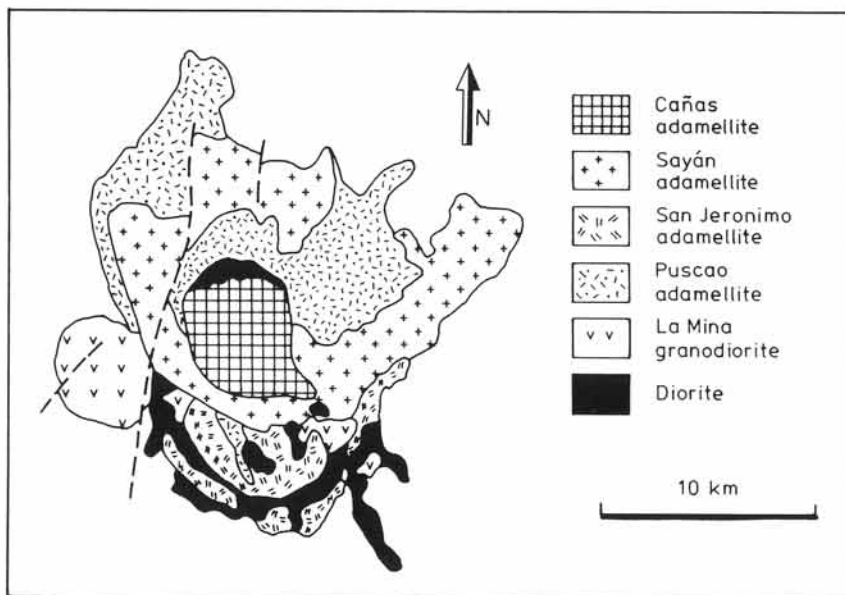 N
Cañas
adamellite
Sayán
adamellite
San Jeronimo
adamellite
Puscao
adamellite
La Mina
granodiorite
Diorite
10 km